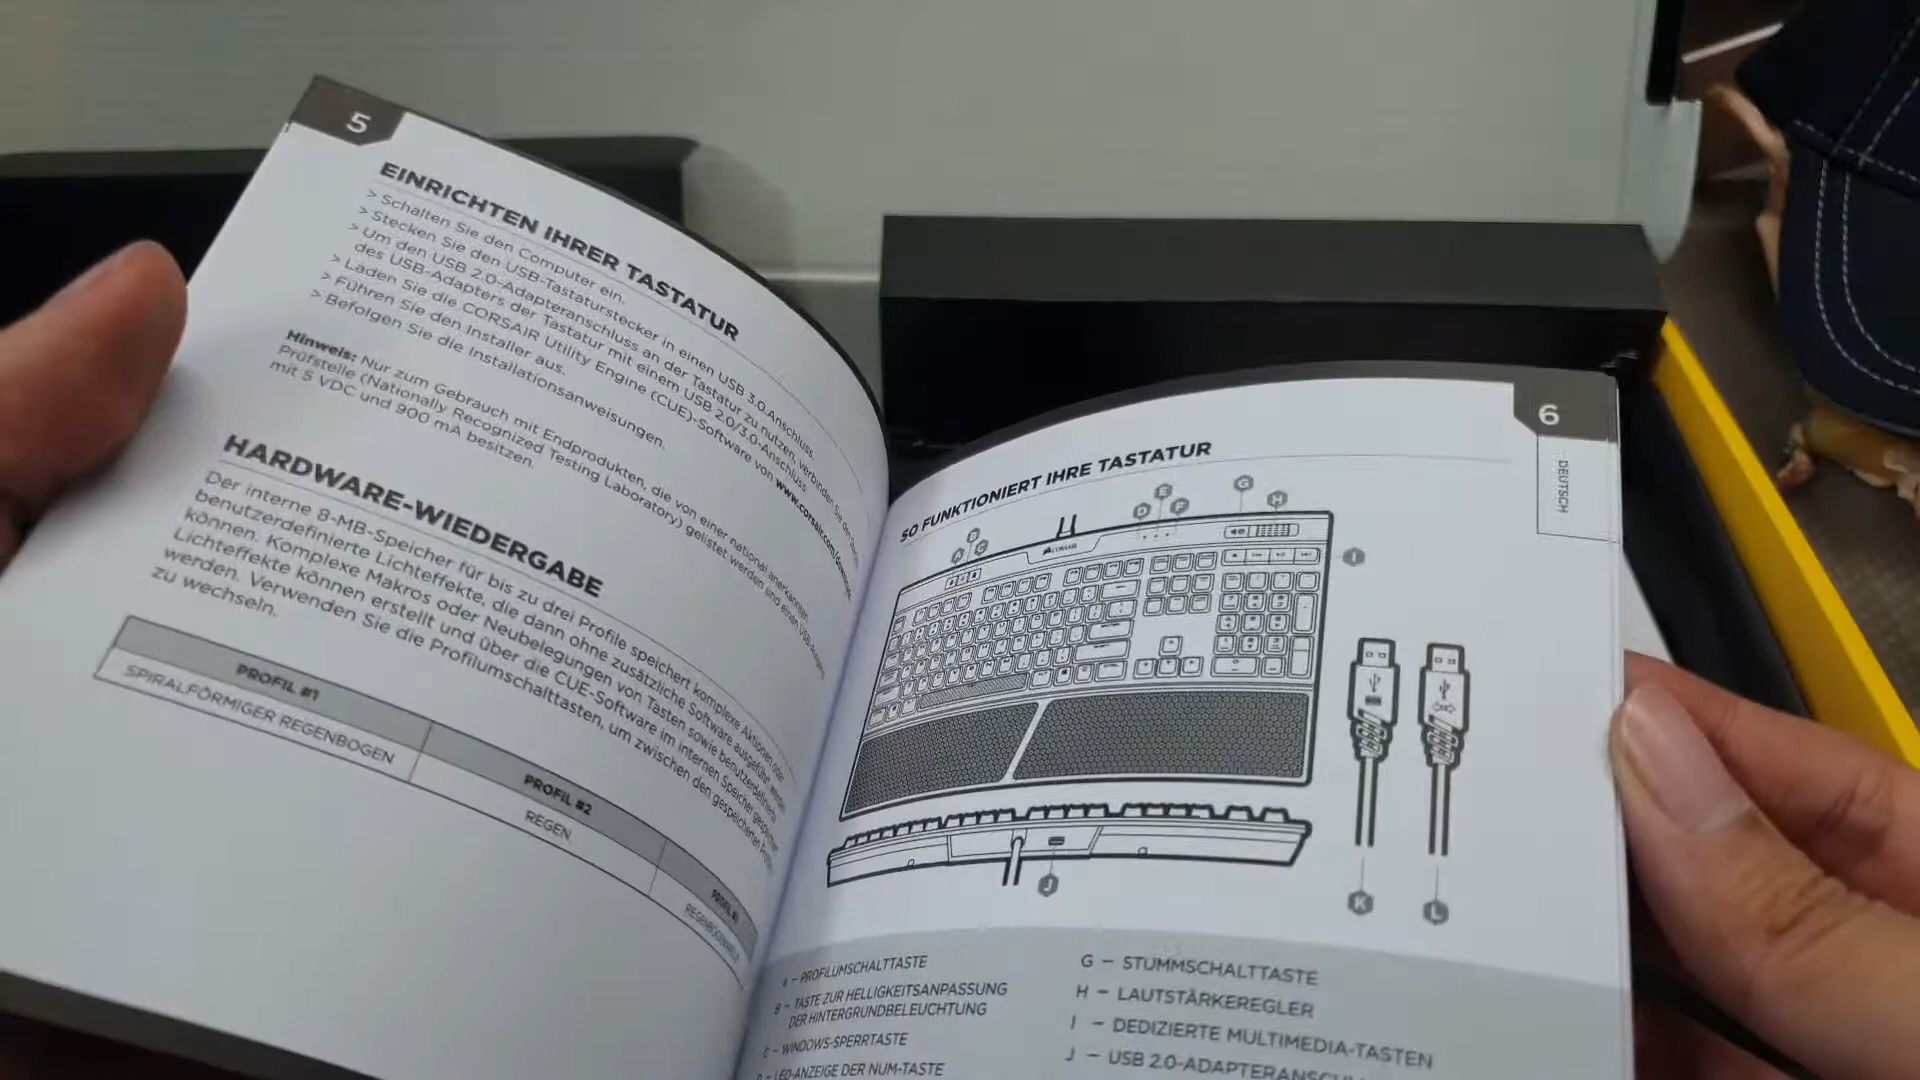 5
EINRICHTEN IHRER TASTATUR
> Schalten Sie den Computer ein.
> Stecken Sie den USB-Tastaturstecker in einen USB 3.0-Anschluss.
> Um den USB 2.0-Adapteranschluss an der Tastatur zu nutzen, verbinden Sie den
des USB-Adapters der Tastatur mit einem USB 2.0/3.0-Anschluss.
> Laden Sie die CORSAIR Utility Engine (CUE)-Software von www.corsair.com/downloads
> Führen Sie den Installer aus.
> Befolgen Sie die Installationsanweisungen.
Hinweis: Nur zum Gebrauch mit Endprodukten, die von einer national anerkannten
Prüfstelle (Nationally Recognized Testing Laboratory) gelistet werden und einen USB-Ausgang
mit 5 VDC und 900 mA besitzen.
HARDWARE-WIEDERGABE
Der interne 8-MB-Speicher für bis zu drei Profile speichert komplexe Aktionen oder
benutzerdefinierte Lichteffekte, die dann ohne zusätzliche Software ausgeführt werden
können. Komplexe Makros oder Neubelegungen von Tasten sowie benutzerdefinierte
Lichteffekte können erstellt und über die CUE-Software im internen Speicher gespeichert
werden. Verwenden Sie die Profilumschalttasten, um zwischen den gespeicherten Profilen
zu wechseln.
PROFIL #1
PROFIL #2
PROFIL #3
SPIRALFÖRMIGER REGENBOGEN
REGEN
REGENBOGENWELLE
6
DEUTSCH
SO FUNKTIONIERT IHRE TASTATUR
A
B
C
D
E
F
G
H
I
CORSAIR
J
K
L
A – PROFILUMSCHALTTASTE
B – TASTE ZUR HELLIGKEITSANPASSUNG
DER HINTERGRUNDBELEUCHTUNG
C – WINDOWS-SPERRTASTE
D – LED-ANZEIGE DER NUM-TASTE
G – STUMMSCHALTTASTE
H – LAUTSTÄRKEREGLER
I – DEDIZIERTE MULTIMEDIA-TASTEN
J – USB 2.0-ADAPTERANSCHLUSS